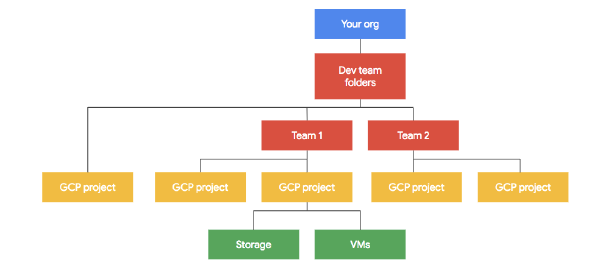 Your org
Dev team
folders
Team 1
Team 2
GCP project
GCP project
GCP project
GCP project
GCP project
Storage
VMs